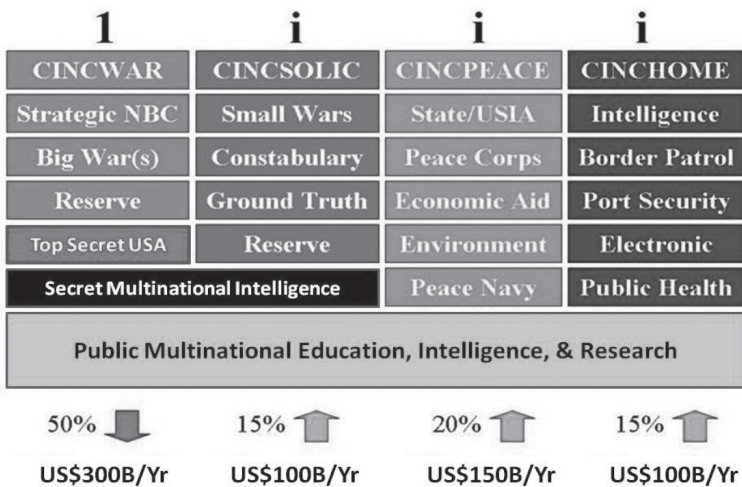 1 i i i
CINCWAR CINCSOLIC CINCPEACE CINCHOME
Strategic NBC Small Wars State/USIA Intelligence
Big War(s) Constabulary Peace Corps Border Patrol
Reserve Ground Truth Economic Aid Port Security
Top Secret USA Reserve Environment Electronic
Secret Multinational Intelligence Peace Navy Public Health
Public Multinational Education, Intelligence, & Research
50% 15% 20% 15%
US$300B/Yr US$100B/Yr US$150B/Yr US$100B/Yr